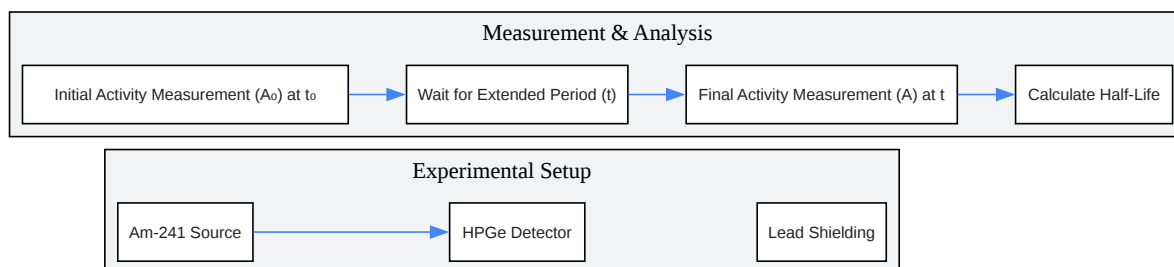 Measurement & Analysis
Initial Activity Measurement (A₀) at t₀
Wait for Extended Period (t)
Final Activity Measurement (A) at t
Calculate Half-Life
Experimental Setup
Am-241 Source
HPGe Detector
Lead Shielding